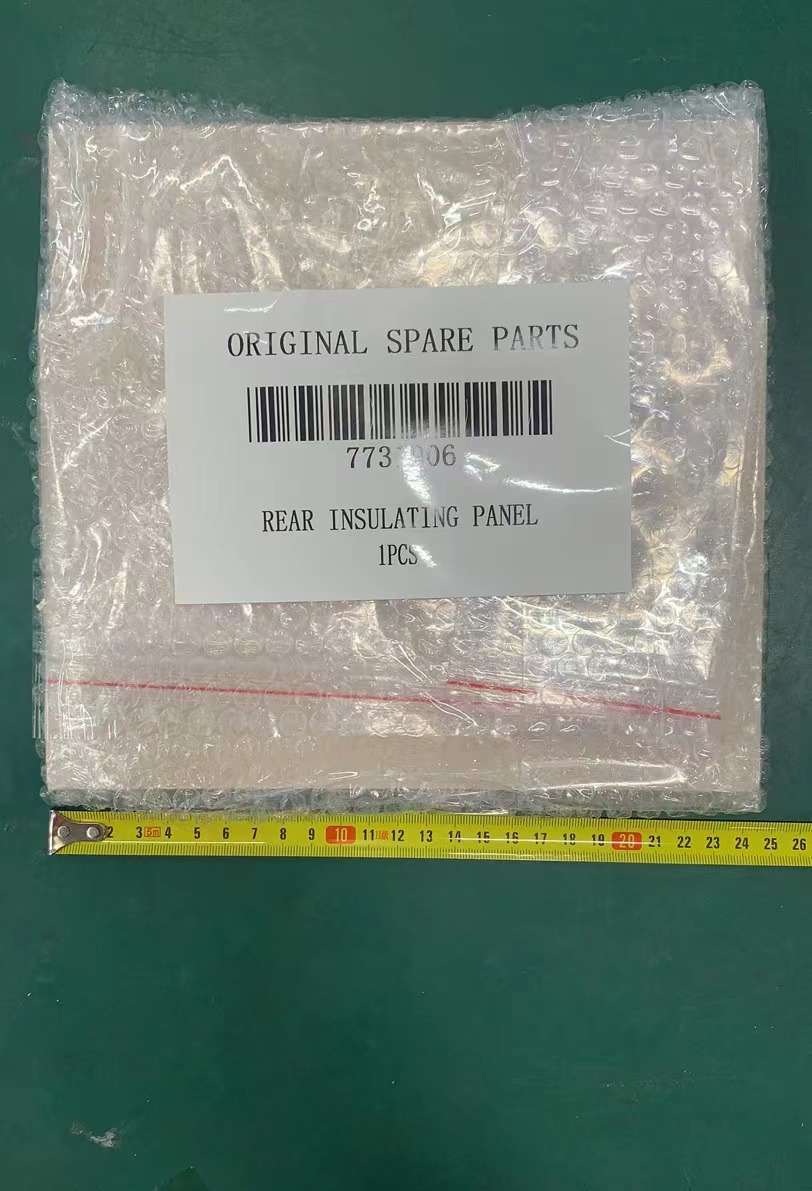 ORIGINAL SPARE PARTS
REAR INSULATING PANEL
1PCS
2 3 5m 4 5 6 7 8 9 10 11 12 13 14 15 16 17 18 19 20 21 22 23 24 25 26